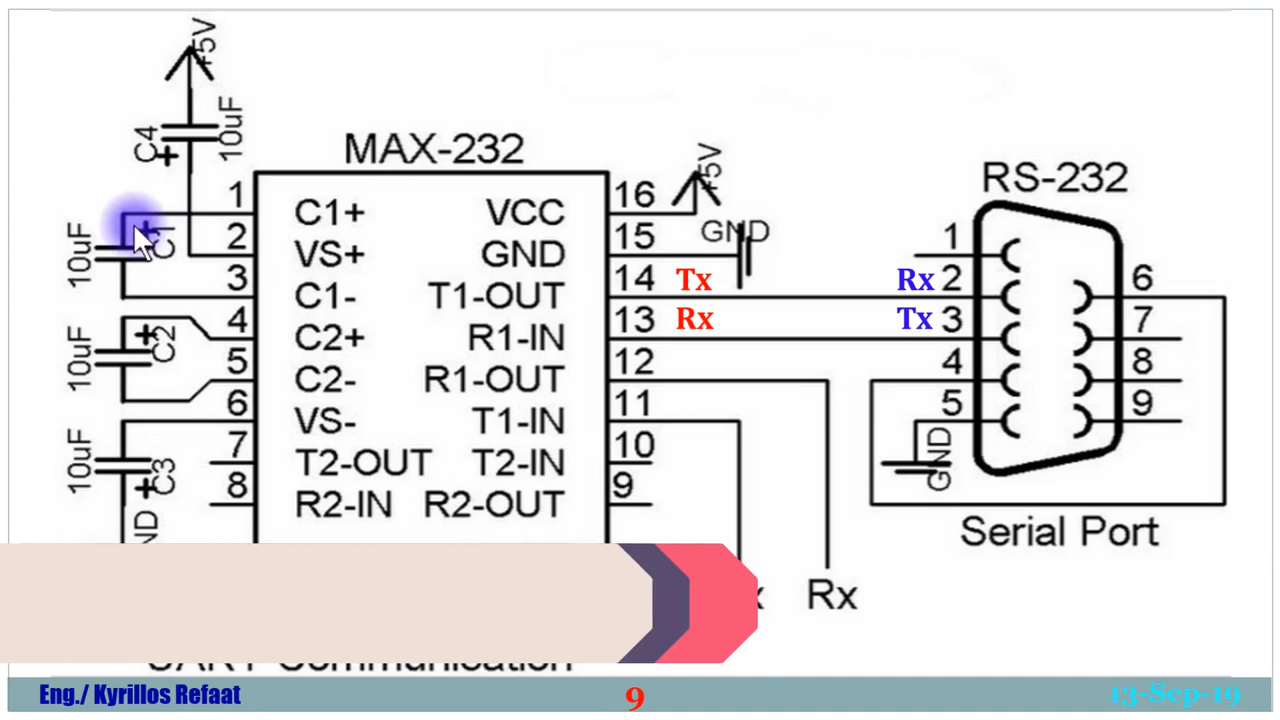 +5V
C4
10uF
+
MAX-232
RS-232
+5V
GND
1 C1+ VCC 16
2 VS+ GND 15
3 C1- T1-OUT 14 Tx
4 C2+ R1-IN 13 Rx
5 C2- R1-OUT 12
6 VS- T1-IN 11
7 T2-OUT T2-IN 10
8 R2-IN R2-OUT 9
10uF
+
C1
10uF
+
C2
10uF
+
C3
1
Rx 2
Tx 3
4
5
6
7
8
9
GND
Serial Port
Rx
UART Communication
Eng./ Kyrillos Refaat
9
13-Sep-19